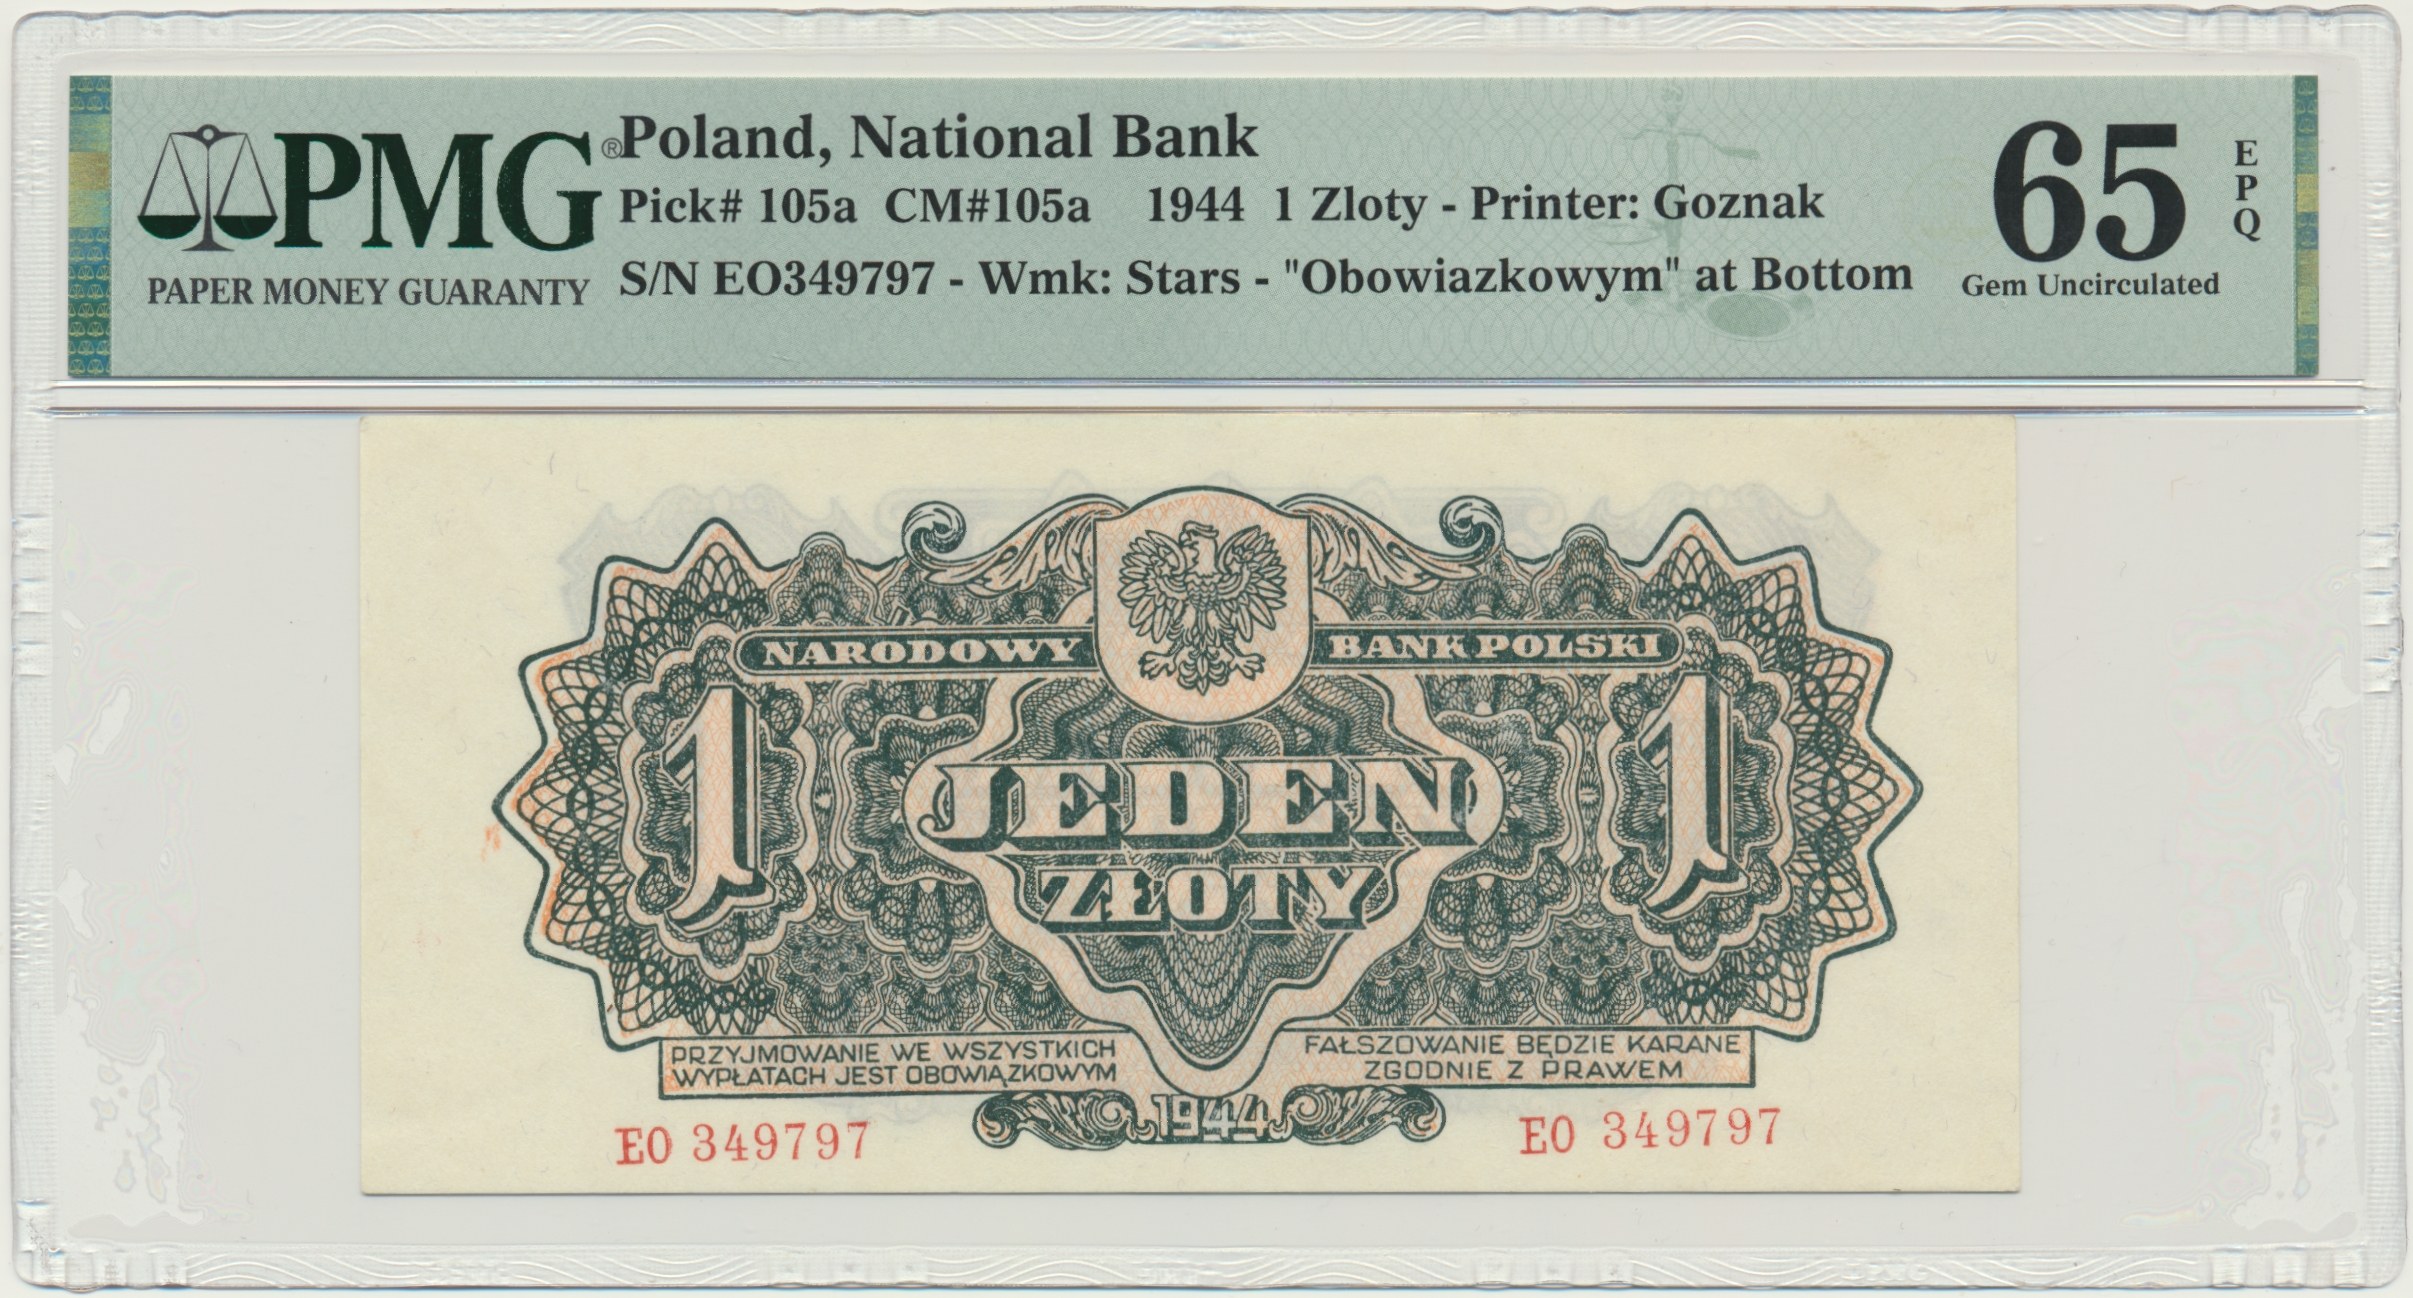 PMG®
PAPER MONEY GUARANTY
Poland, National Bank
Pick# 105a CM#105a 1944 1 Zloty - Printer: Goznak
S/N EO349797 - Wmk: Stars - "Obowiazkowym" at Bottom
65
EPQ
Gem Uncirculated
NARODOWY BANK POLSKI
1
1
JEDEN
ZŁOTY
PRZYJMOWANIE WE WSZYSTKICH
WYPŁATACH JEST OBOWIĄZKOWYM
FAŁSZOWANIE BĘDZIE KARANE
ZGODNIE Z PRAWEM
1944
EO 349797
EO 349797